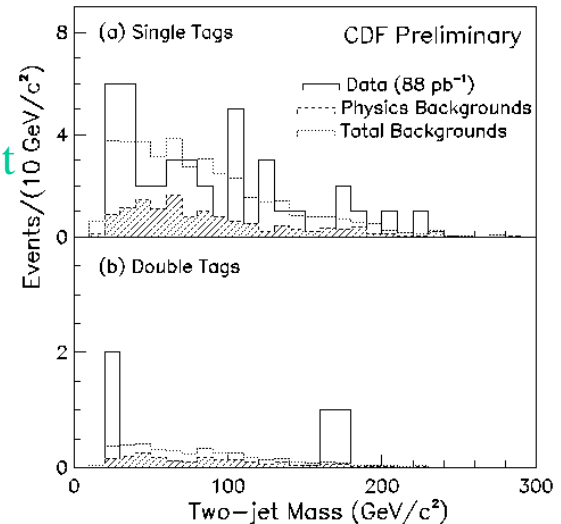 (a) Single Tags
CDF Preliminary
Data (88 pb⁻¹)
Physics Backgrounds
Total Backgrounds
t
Events/(10 GeV/c²)
8
4
0
(b) Double Tags
2
0
0
100
200
300
Two-jet Mass (GeV/c²)